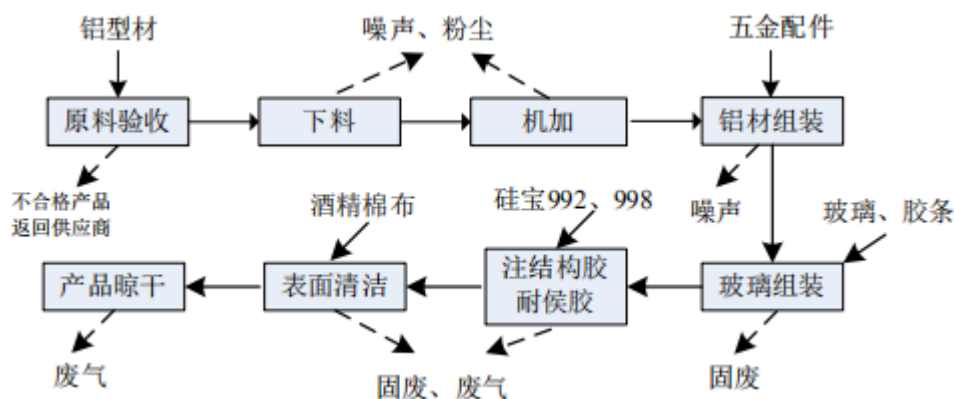 铝型材
噪声、粉尘
五金配件
原料验收
下料
机加
铝材组装
不合格产品
返回供应商
酒精棉布
硅宝992、998
噪声
玻璃、胶条
产品晾干
表面清洁
注结构胶
耐侯胶
玻璃组装
废气
固废、废气
固废